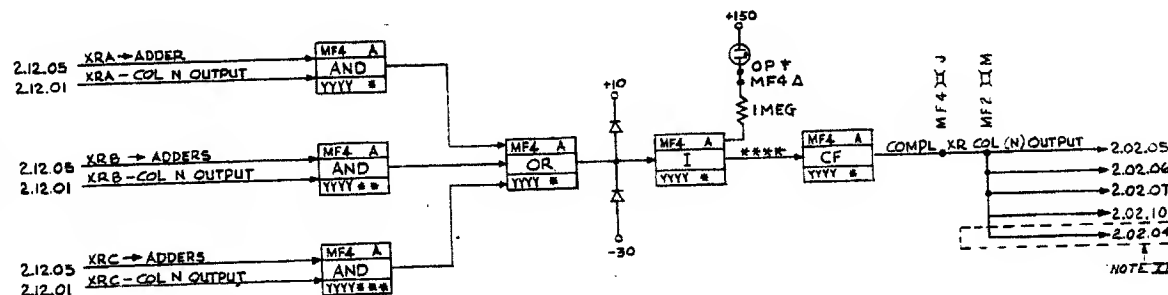 +150
XRA→ADDER
2.12.05
XRA-COL N OUTPUT
2.12.01
MF4 A
AND
YYYY *
OP †
MF4 Δ
1MEG
MF4 ¤ J
MF2 ¤ M
+10
XRB → ADDERS
2.12.05
XRB-COL N OUTPUT
2.12.01
MF4 A
AND
YYYY **
MF4 A
OR
YYYY *
MF4 A
I
YYYY *
****
MF4 A
CF
YYYY *
COMPL XR COL (N) OUTPUT
2.02.05
2.02.06
2.02.07
2.02.10
2.02.04
-30
XRC → ADDERS
2.12.05
XRC-COL N OUTPUT
2.12.01
MF4 A
AND
YYYY***
NOTE